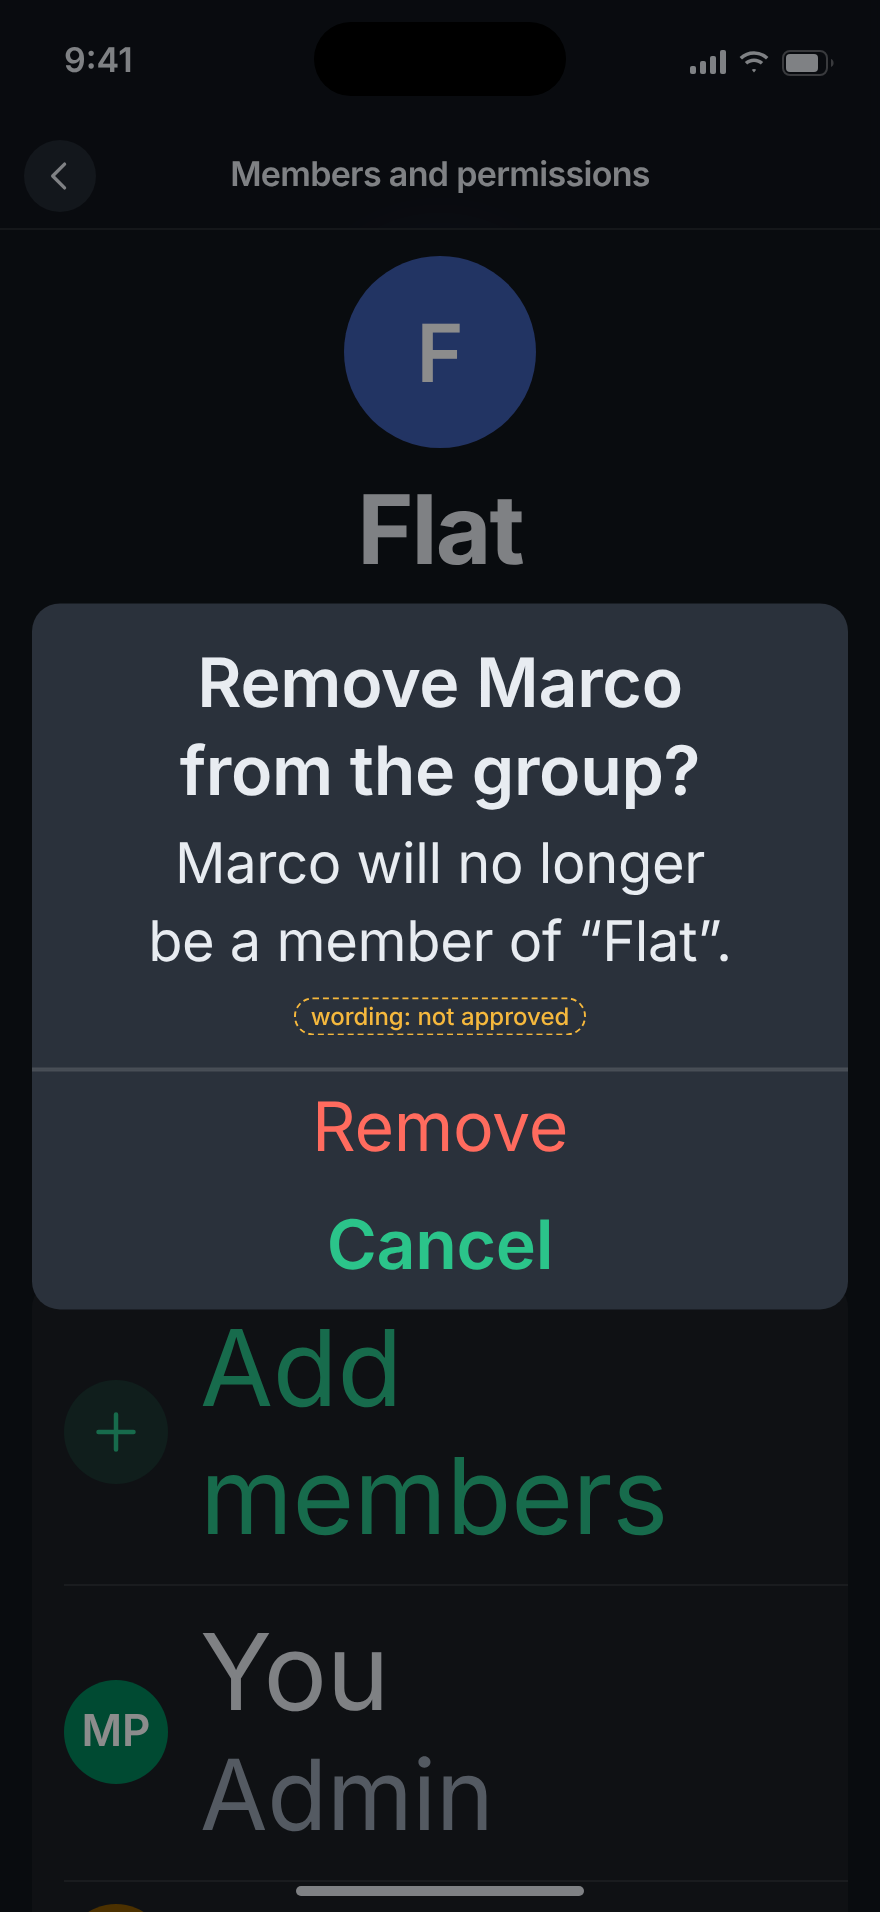 9:41
Members and permissions
F
Flat
Remove Marco
from the group?
Marco will no longer
be a member of “Flat”.
wording: not approved
Remove
Cancel
Add
members
You
MP
Admin